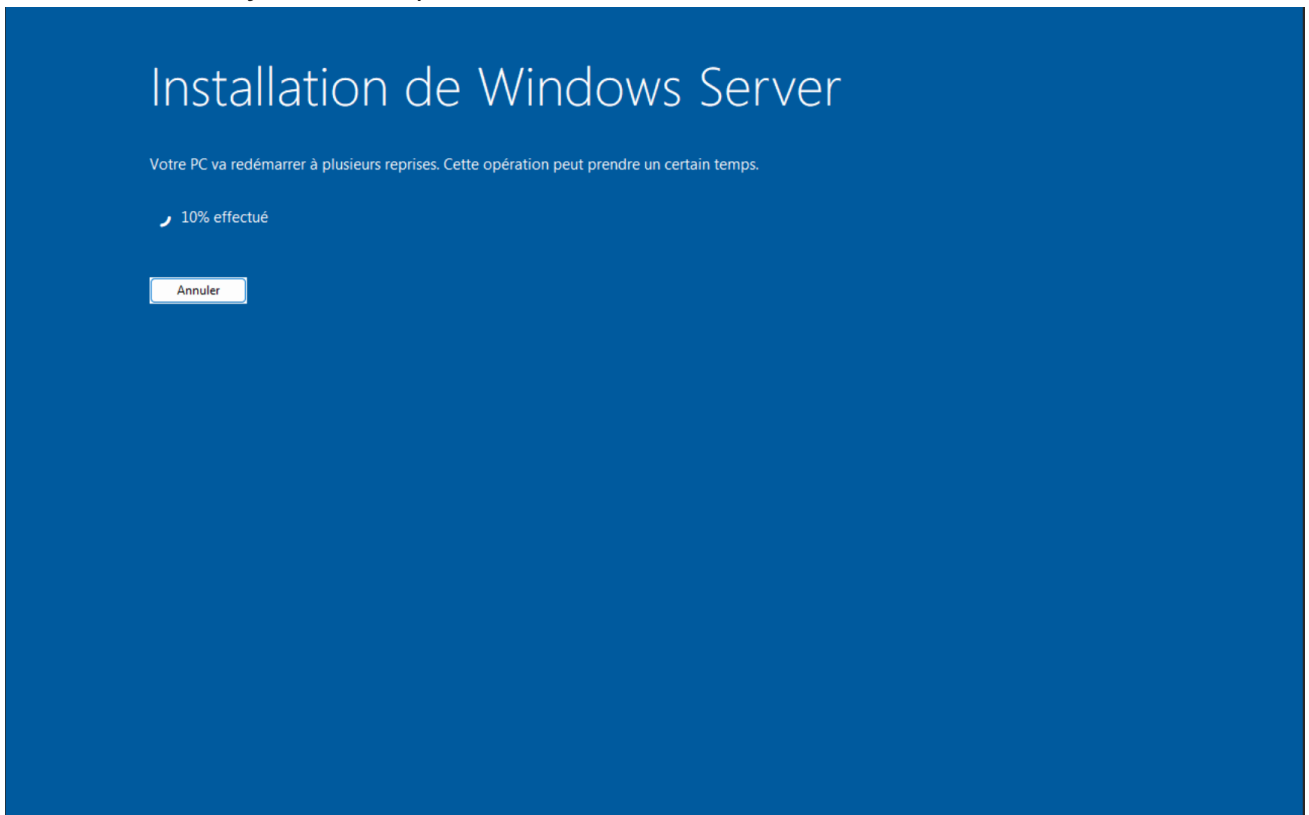 Installation de Windows Server
Votre PC va redémarrer à plusieurs reprises. Cette opération peut prendre un certain temps.
10% effectué
Annuler